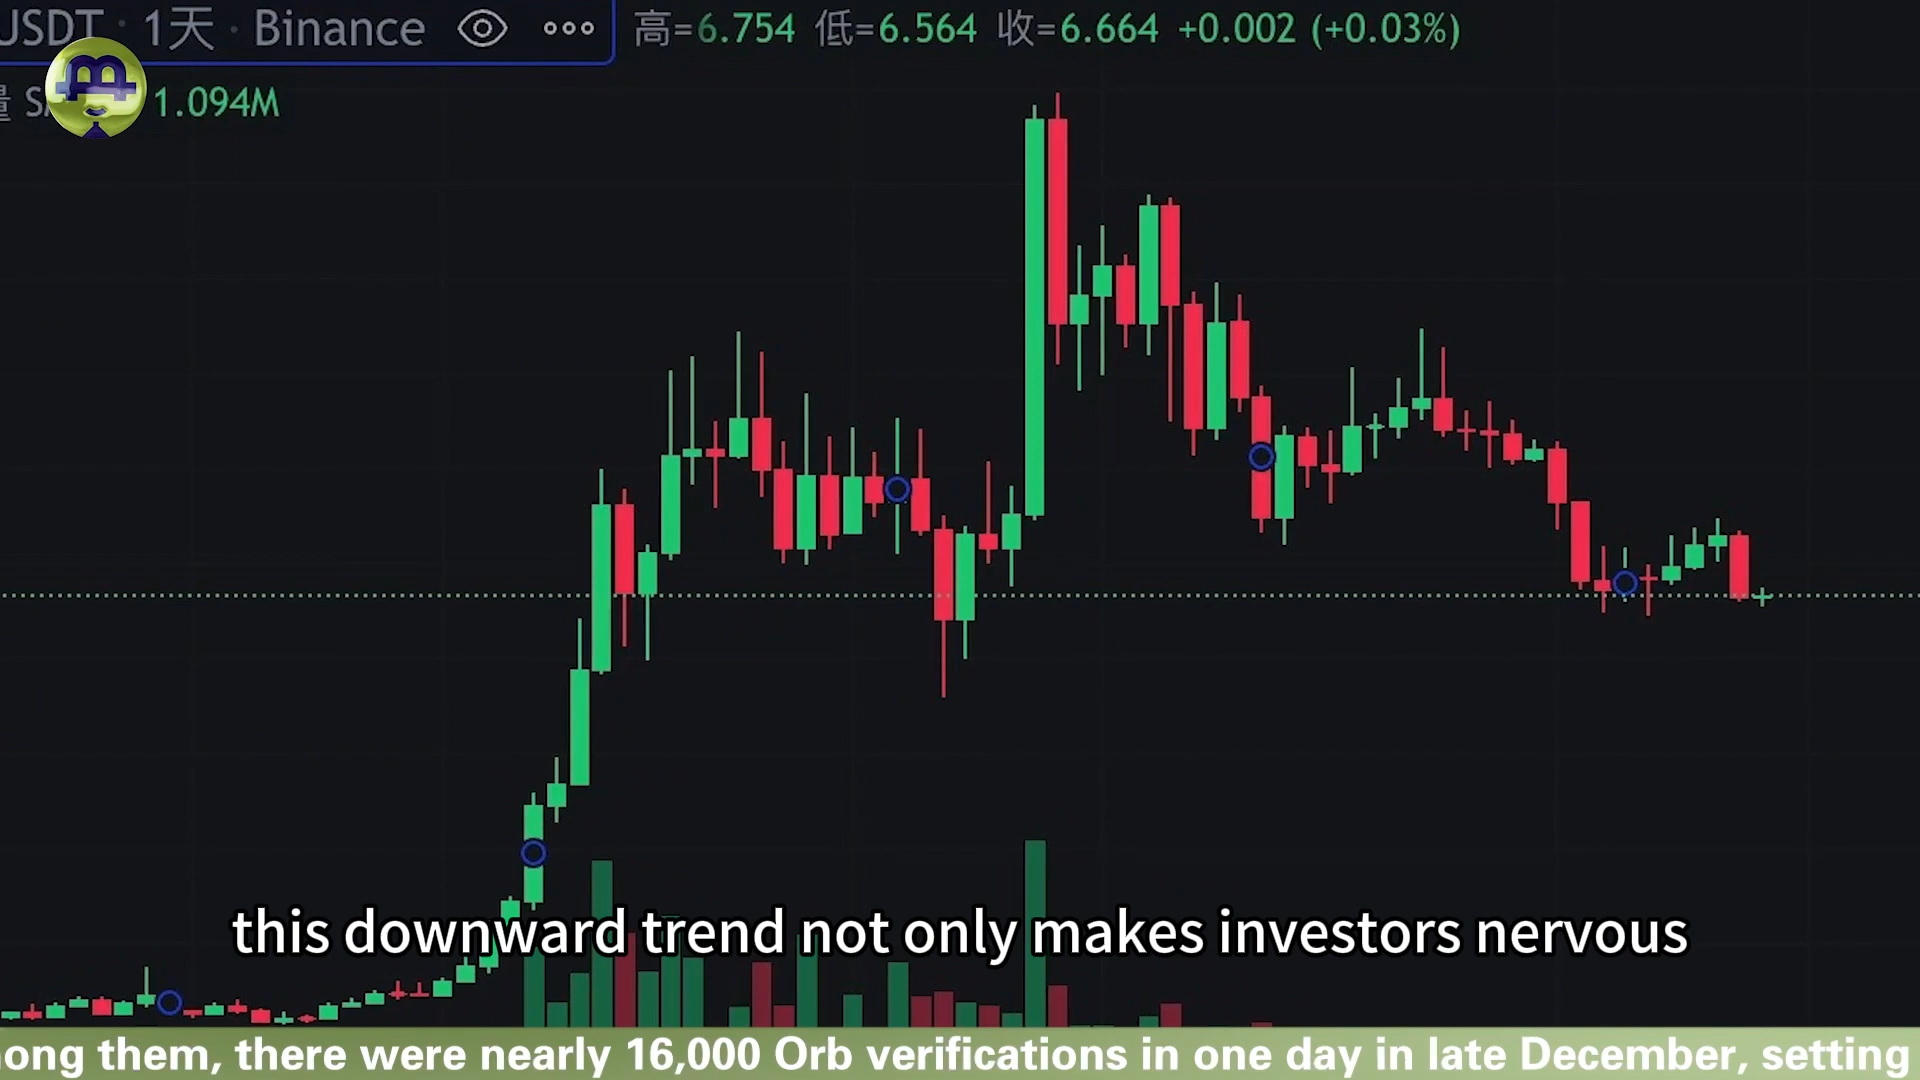 USDT · 1天 · Binance 高=6.754 低=6.564 收=6.664 +0.002 (+0.03%)
量 1.094M
this downward trend not only makes investors nervous
ong them, there were nearly 16,000 Orb verifications in one day in late December, setting